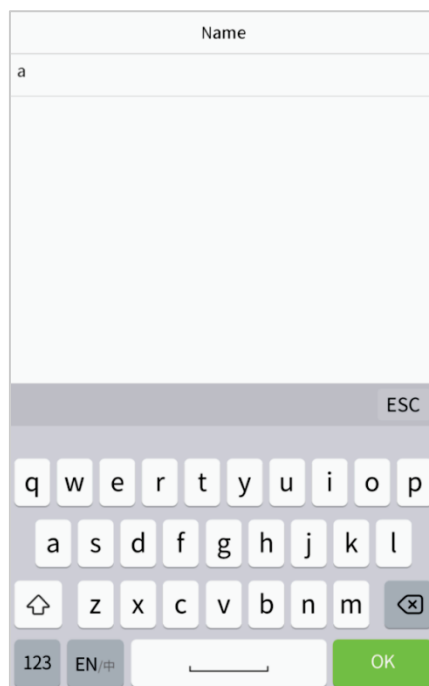 Name
a
ESC
q w e r t y u i o p
a s d f g h j k l
z x c v b n m
123 EN/中 OK